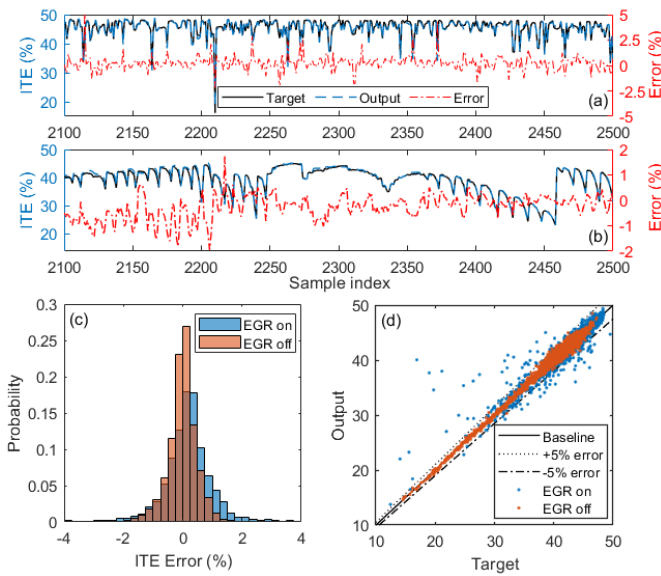 50
40
30
20
ITE (%)
5
2.5
0
-2.5
-5
Error (%)
Target
Output
Error
(a)
2100 2150 2200 2250 2300 2350 2400 2450 2500
50
40
30
20
ITE (%)
2
1
0
-1
-2
Error (%)
(b)
2100 2150 2200 2250 2300 2350 2400 2450 2500
Sample index
0.3
0.25
0.2
0.15
0.1
0.05
0
Probability
(c)
EGR on
EGR off
-4 -2 0 2 4
ITE Error (%)
50
40
30
20
10
Output
(d)
Baseline
+5% error
-5% error
EGR on
EGR off
10 20 30 40 50
Target